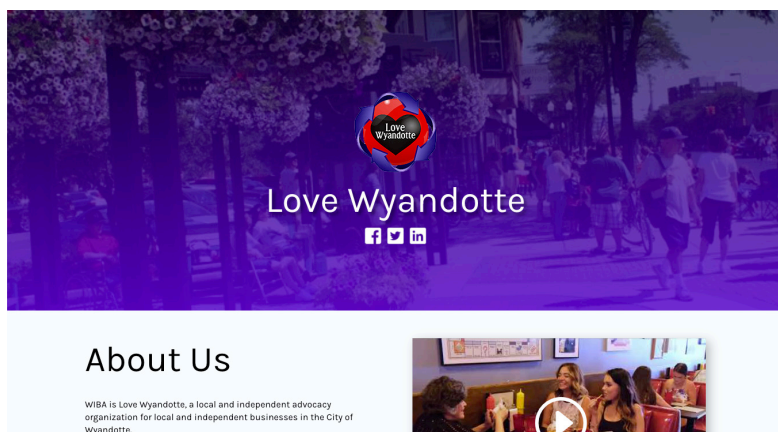 Love
Wyandotte
Love Wyandotte
About Us
WIBA is Love Wyandotte, a local and independent advocacy
organization for local and independent businesses in the City of
Wyandotte.